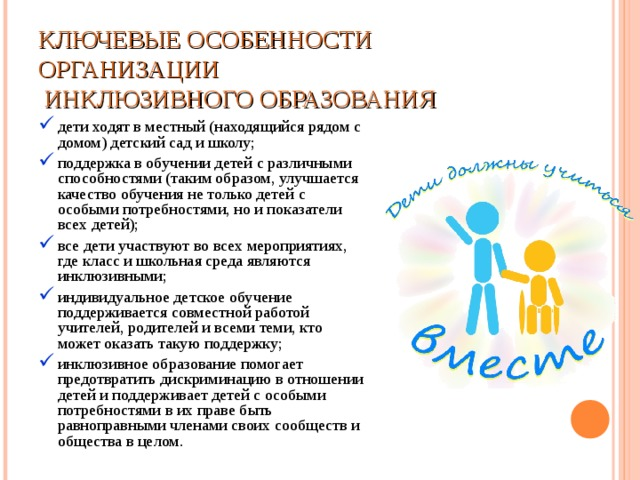 КЛЮЧЕВЫЕ ОСОБЕННОСТИ
ОРГАНИЗАЦИИ
ИНКЛЮЗИВНОГО ОБРАЗОВАНИЯ
дети ходят в местный (находящийся рядом с
домом) детский сад и школу;
поддержка в обучении детей с различными
способностями (таким образом, улучшается
качество обучения не только детей с
особыми потребностями, но и показатели
всех детей);
все дети участвуют во всех мероприятиях,
где класс и школьная среда являются
инклюзивными;
индивидуальное детское обучение
поддерживается совместной работой
учителей, родителей и всеми теми, кто
может оказать такую поддержку;
инклюзивное образование помогает
предотвратить дискриминацию в отношении
детей и поддерживает детей с особыми
потребностями в их праве быть
равноправными членами своих сообществ и
общества в целом.
Дети должны учиться
вместе